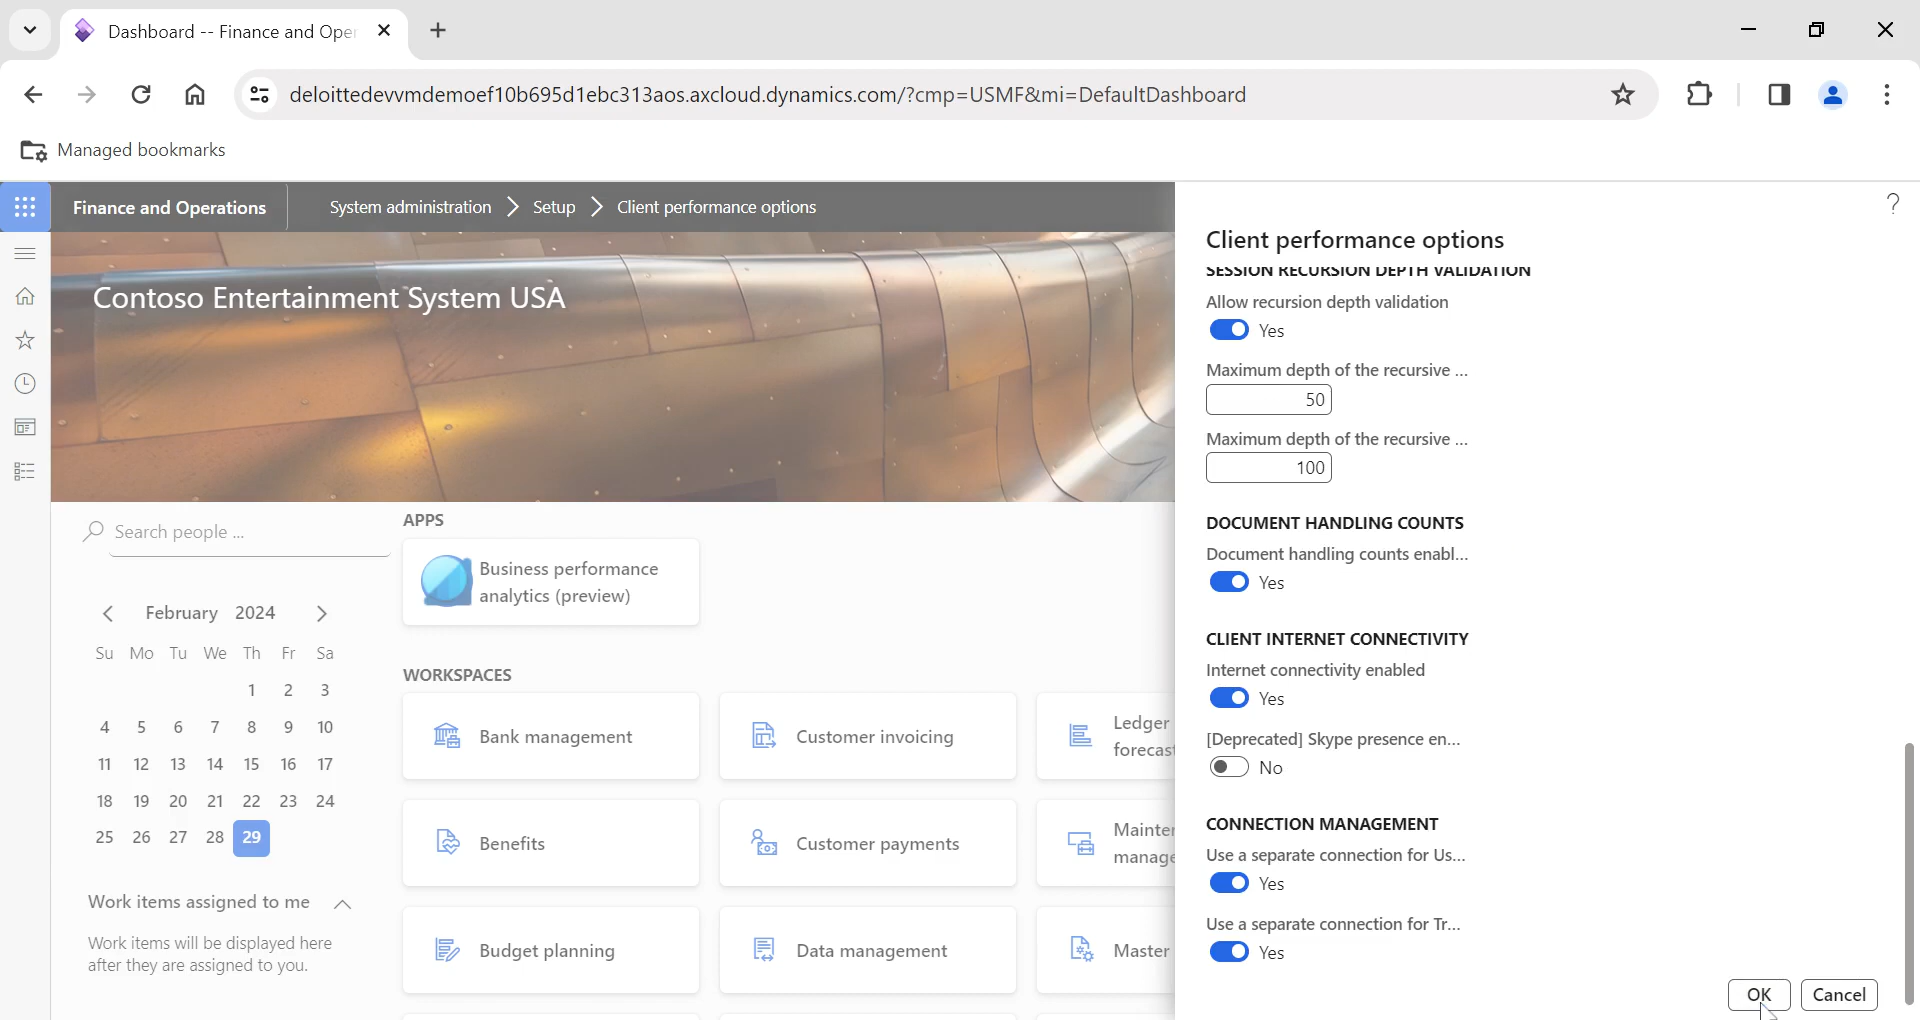 Dashboard -- Finance and Oper
deloittedevvmdemoef10b695d1ebc313aos.axcloud.dynamics.com/?cmp=USMF&mi=DefaultDashboard
Managed bookmarks
Finance and Operations
System administration > Setup > Client performance options
?
Contoso Entertainment System USA
Search people ...
February 2024
Su Mo Tu We Th Fr Sa
1 2 3
4 5 6 7 8 9 10
11 12 13 14 15 16 17
18 19 20 21 22 23 24
25 26 27 28 29
Work items assigned to me
Work items will be displayed here
after they are assigned to you.
APPS
Business performance
analytics (preview)
WORKSPACES
Bank management
Customer invoicing
Ledger
forecast
Benefits
Customer payments
Mainten
manage
Budget planning
Data management
Master
Client performance options
SESSION RECURSION DEPTH VALIDATION
Allow recursion depth validation
Yes
Maximum depth of the recursive ...
50
Maximum depth of the recursive ...
100
DOCUMENT HANDLING COUNTS
Document handling counts enabl...
Yes
CLIENT INTERNET CONNECTIVITY
Internet connectivity enabled
Yes
[Deprecated] Skype presence en...
No
CONNECTION MANAGEMENT
Use a separate connection for Us...
Yes
Use a separate connection for Tr...
Yes
OK
Cancel